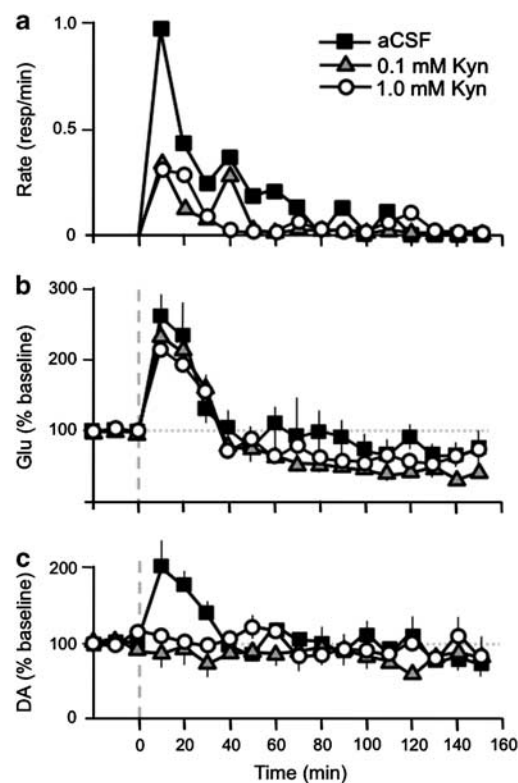 a
1.0
0.5
0
Rate (resp/min)
aCSF
0.1 mM Kyn
1.0 mM Kyn
b
300
200
100
Glu (% baseline)
c
200
100
0
DA (% baseline)
0 20 40 60 80 100 120 140 160
Time (min)